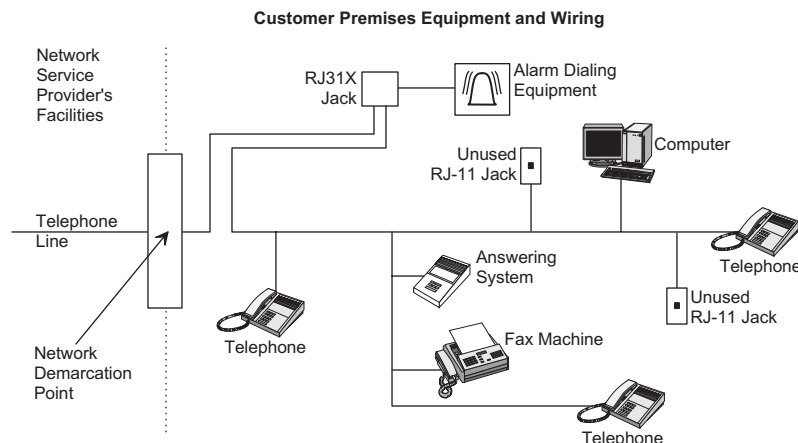 Customer Premises Equipment and Wiring
Network
Service
Provider's
Facilities
RJ31X
Jack
Alarm Dialing
Equipment
Unused
RJ-11 Jack
Computer
Telephone
Line
Answering
System
Telephone
Unused
RJ-11 Jack
Telephone
Fax Machine
Network
Demarcation
Point
Telephone